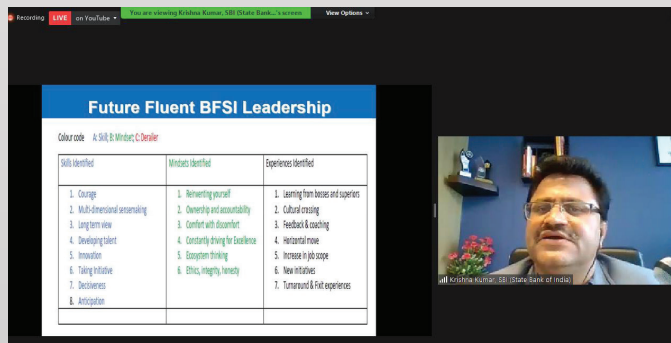 Recording LIVE on YouTube
You are viewing Krishna Kumar, SBI (State Bank...'s screen View Options
Future Fluent BFSI Leadership
Colour code A: Skill; B: Mindset; C: Derailer
Skills Identified
1. Courage
2. Multi-dimensional sensemaking
3. Long term view
4. Developing talent
5. Innovation
6. Taking Initiative
7. Decisiveness
8. Anticipation
Mindsets Identified
1. Reinventing yourself
2. Ownership and accountability
3. Comfort with discomfort
4. Constantly driving for Excellence
5. Ecosystem thinking
6. Ethics, integrity, honesty
Experiences Identified
1. Learning from bosses and superiors
2. Cultural crossing
3. Feedback & coaching
4. Horizontal move
5. Increase in job scope
6. New initiatives
7. Turnaround & Fixit experiences
Krishna Kumar, SBI (State Bank of India)